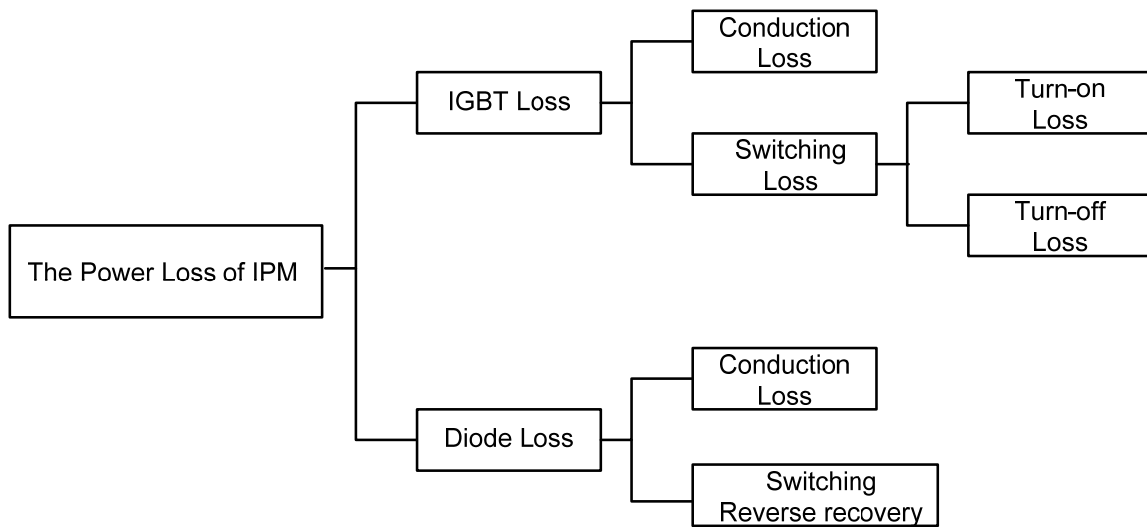 The Power Loss of IPM
IGBT Loss
Conduction
Loss
Switching
Loss
Turn-on
Loss
Turn-off
Loss
Diode Loss
Conduction
Loss
Switching
Reverse recovery